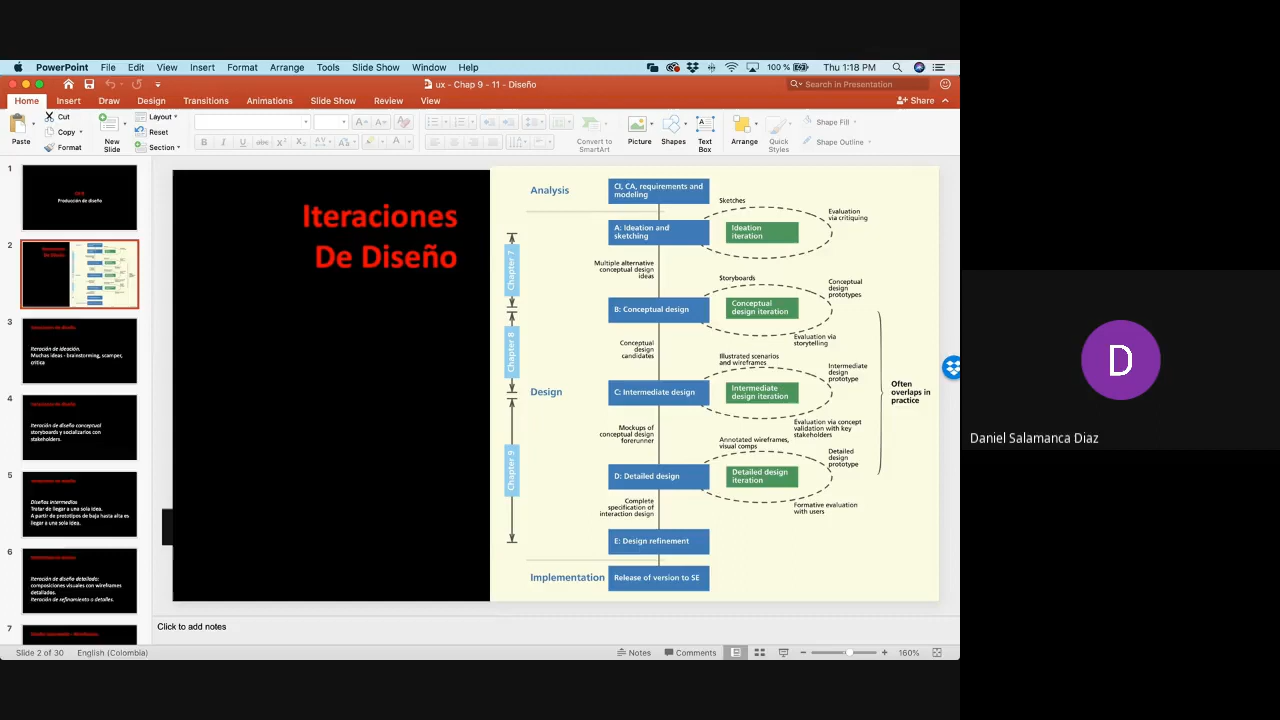 PowerPoint File Edit View Insert Format Arrange Tools Slide Show Window Help
100 % Thu 1:18 PM
ux - Chap 9 - 11 - Diseño
Search in Presentation
Home Insert Draw Design Transitions Animations Slide Show Review View
Share
Paste
Cut
Copy
Format
New
Slide
Layout
Reset
Section
Convert to
SmartArt
Picture
Shapes
Text
Box
Arrange
Quick
Styles
Shape Fill
Shape Outline
1
Producción de diseño
2
3
Iteración de ideación.
Muchas ideas - brainstorming, scamper,
crítica
4
Iteración de diseño conceptual
storyboards y socializarlos con
stakeholders.
5
Diseños intermedios
Tratar de llegar a una sola idea.
A partir de prototipos de baja hasta alta es
llegar a una sola idea.
6
Iteración de diseño detallado:
composiciones visuales con wireframes
detallados.
Iteración de refinamiento o detalles.
7
Iteraciones
De Diseño
Analysis
CI, CA, requirements and
modeling
Sketches
Evaluation
via critiquing
A: Ideation and
sketching
Ideation
iteration
Chapter 7
Multiple alternative
conceptual design
ideas
Storyboards
Conceptual
design
prototypes
B: Conceptual design
Conceptual
design iteration
Evaluation via
storytelling
Chapter 8
Conceptual
design
candidates
Illustrated scenarios
and wireframes
Intermediate
design
prototype
Design
C: Intermediate design
Intermediate
design iteration
Often
overlaps in
practice
Evaluation via concept
validation with key
stakeholders
Mockups of
conceptual design
forerunner
Annotated wireframes,
visual comps
Detailed
design
prototype
Chapter 9
D: Detailed design
Detailed design
iteration
Formative evaluation
with users
Complete
specification of
interaction design
E: Design refinement
Implementation
Release of version to SE
Click to add notes
Slide 2 of 30 English (Colombia)
Notes Comments 160%
D
Daniel Salamanca Diaz